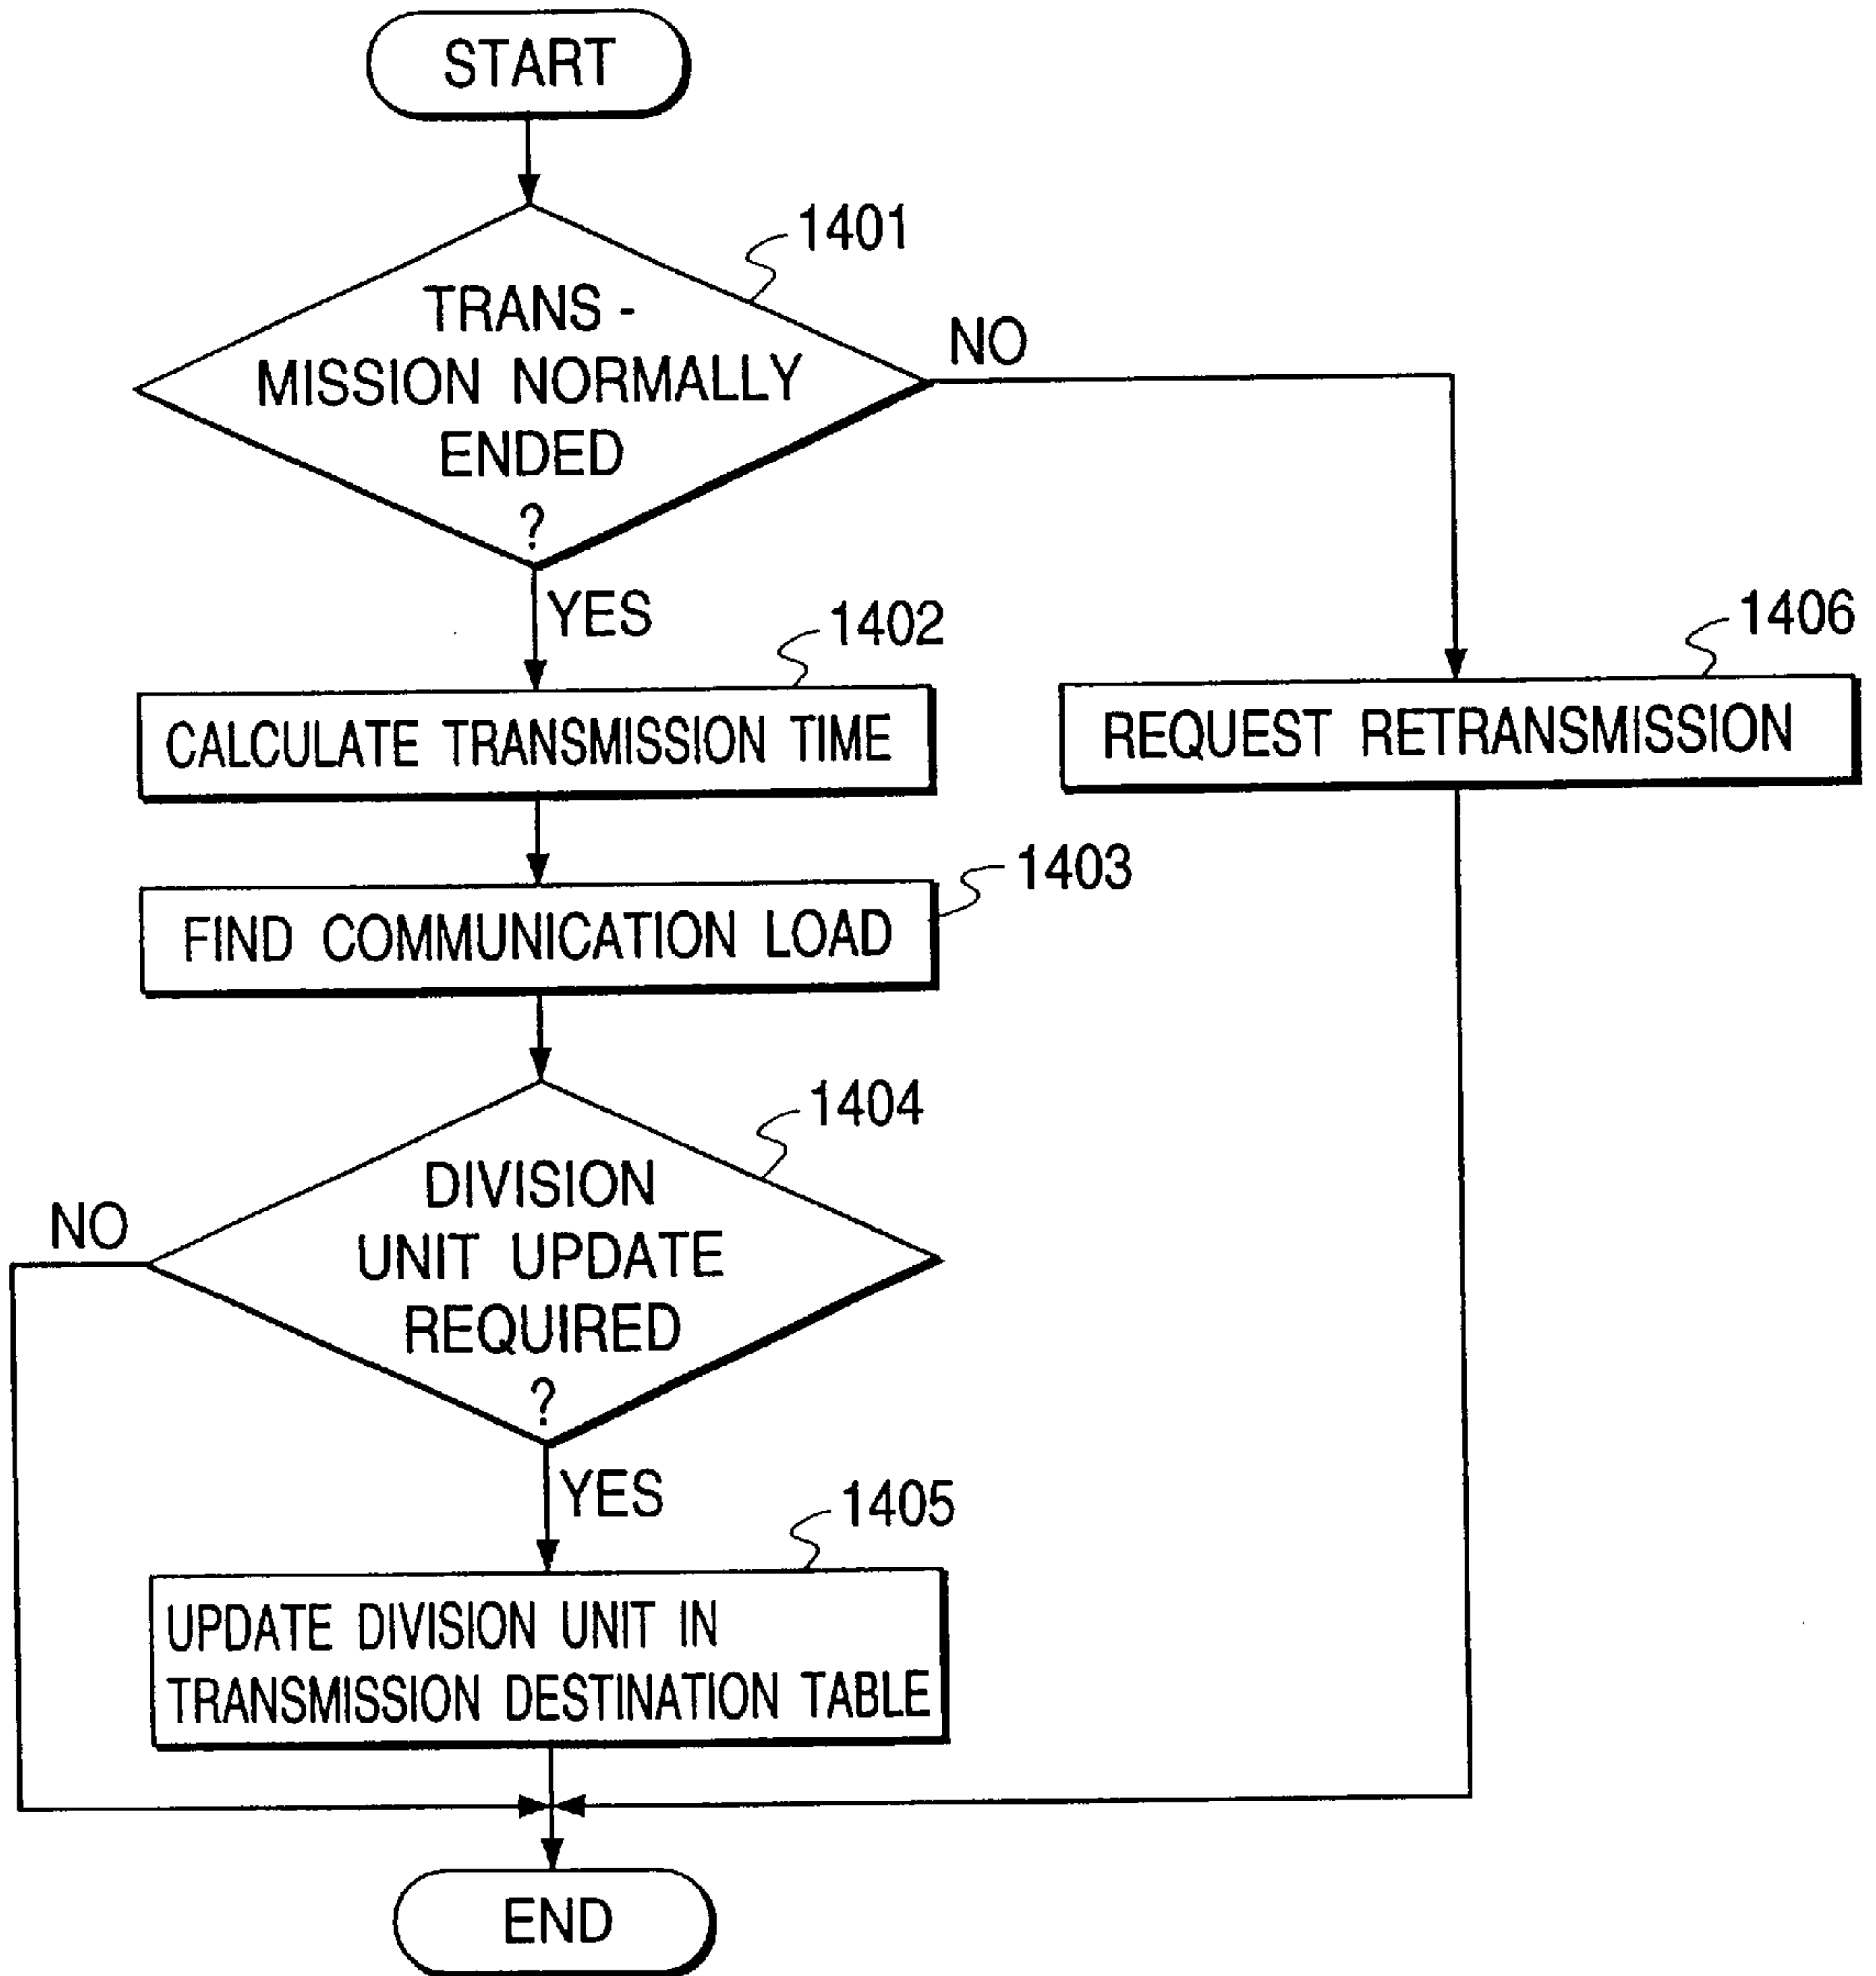 START
1401
TRANS -
MISSION NORMALLY
ENDED
?
NO
YES
1402
CALCULATE TRANSMISSION TIME
1406
REQUEST RETRANSMISSION
1403
FIND COMMUNICATION LOAD
1404
DIVISION
UNIT UPDATE
REQUIRED
?
NO
YES
1405
UPDATE DIVISION UNIT IN
TRANSMISSION DESTINATION TABLE
END